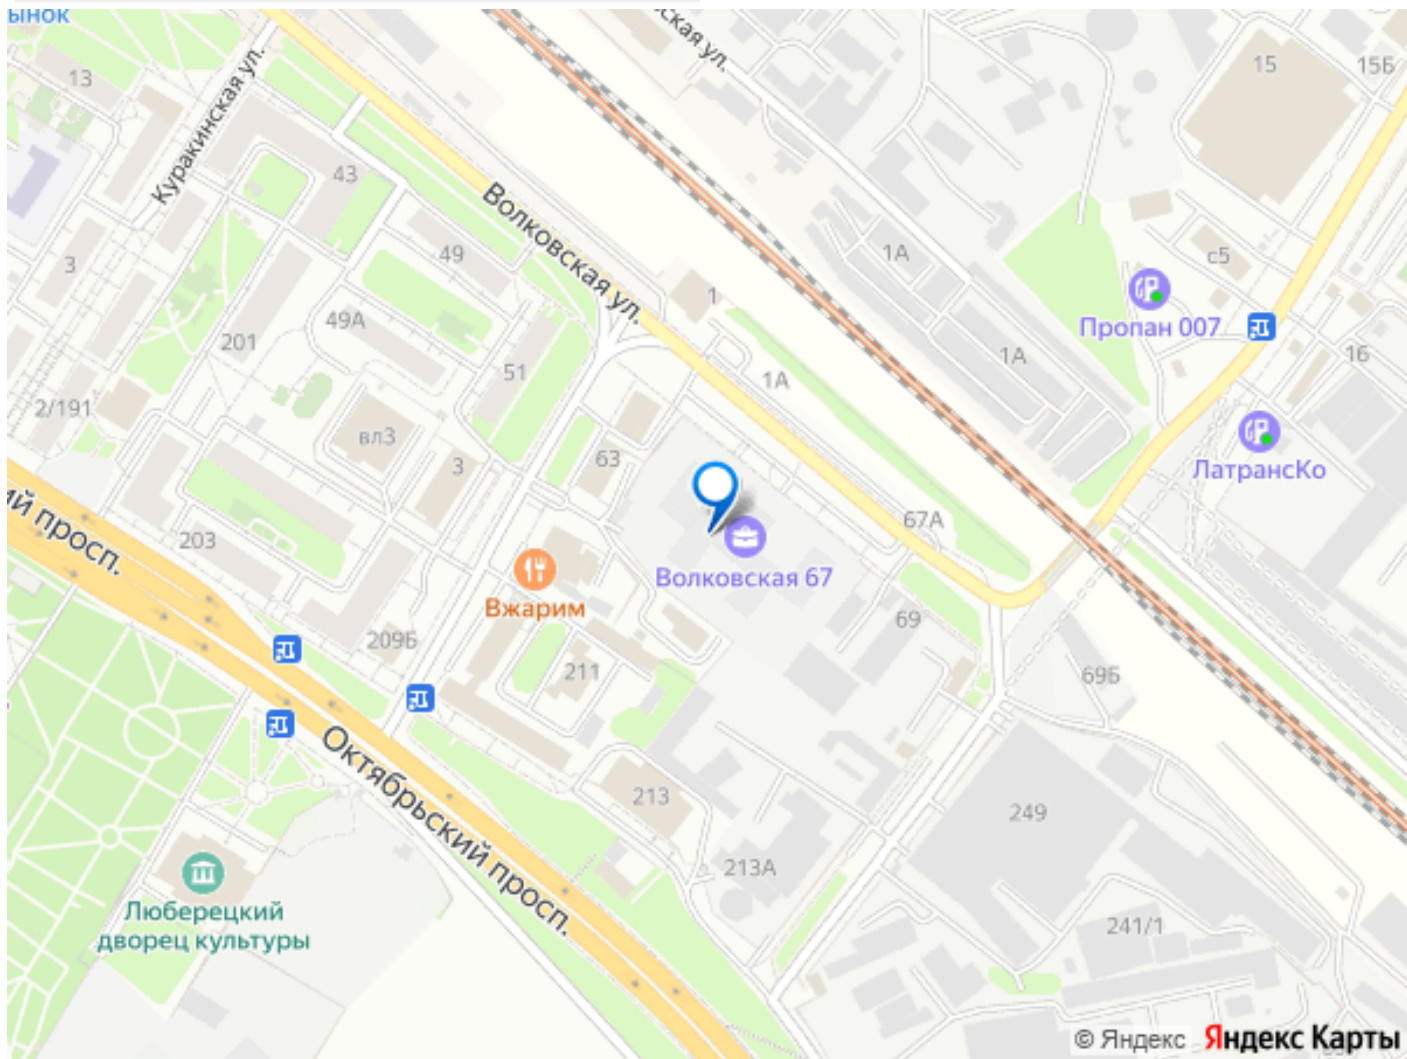 ынок
ская ул.
15
15Б
13
Куракинская ул.
43
Волковская ул.
49
1А
с5
3
1
Пропан 007
49А
201
51
1А
1А
16
2/191
вл3
3
63
ий просп.
ЛатрансКо
203
67А
Волковская 67
Вжарим
209Б
69
211
69Б
Октябрьский просп.
213
249
213А
Люберецкий
дворец культуры
241/1
© Яндекс Яндекс Карты